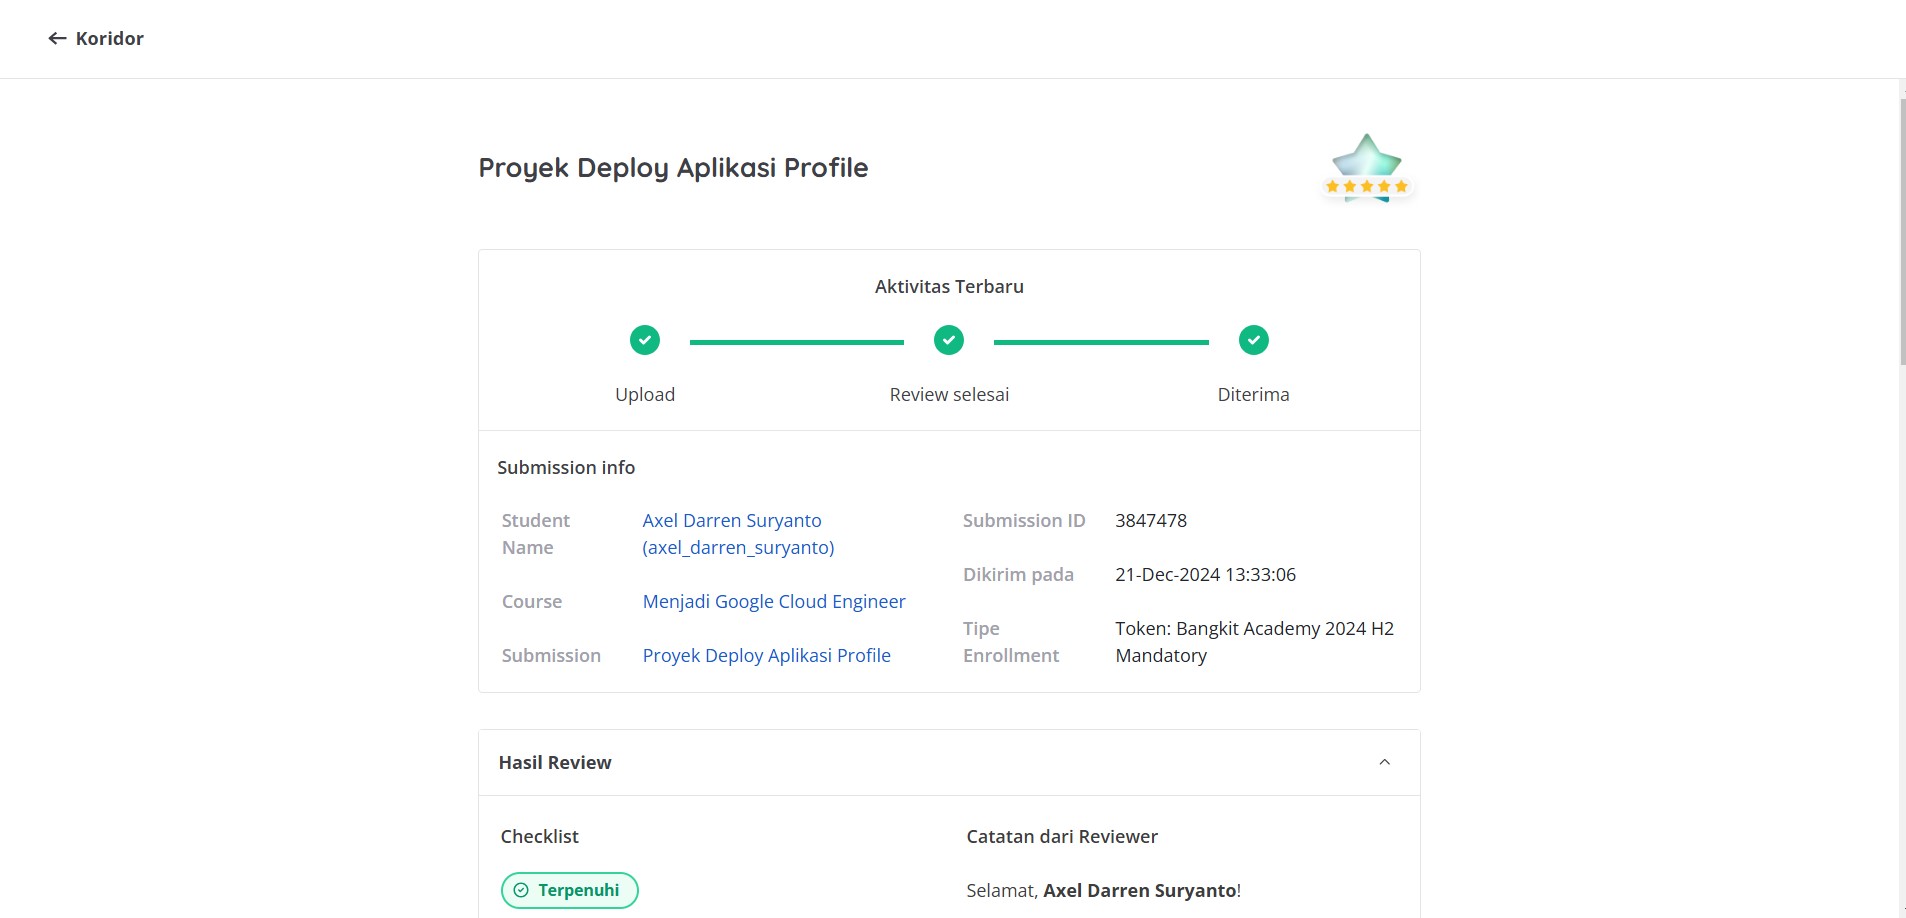 Koridor
Proyek Deploy Aplikasi Profile
Aktivitas Terbaru
Upload
Review selesai
Diterima
Submission info
Student Name
Axel Darren Suryanto
(axel_darren_suryanto)
Course
Menjadi Google Cloud Engineer
Submission
Proyek Deploy Aplikasi Profile
Submission ID
3847478
Dikirim pada
21-Dec-2024 13:33:06
Tipe Enrollment
Token: Bangkit Academy 2024 H2
Mandatory
Hasil Review
Checklist
Terpenuhi
Catatan dari Reviewer
Selamat, Axel Darren Suryanto!